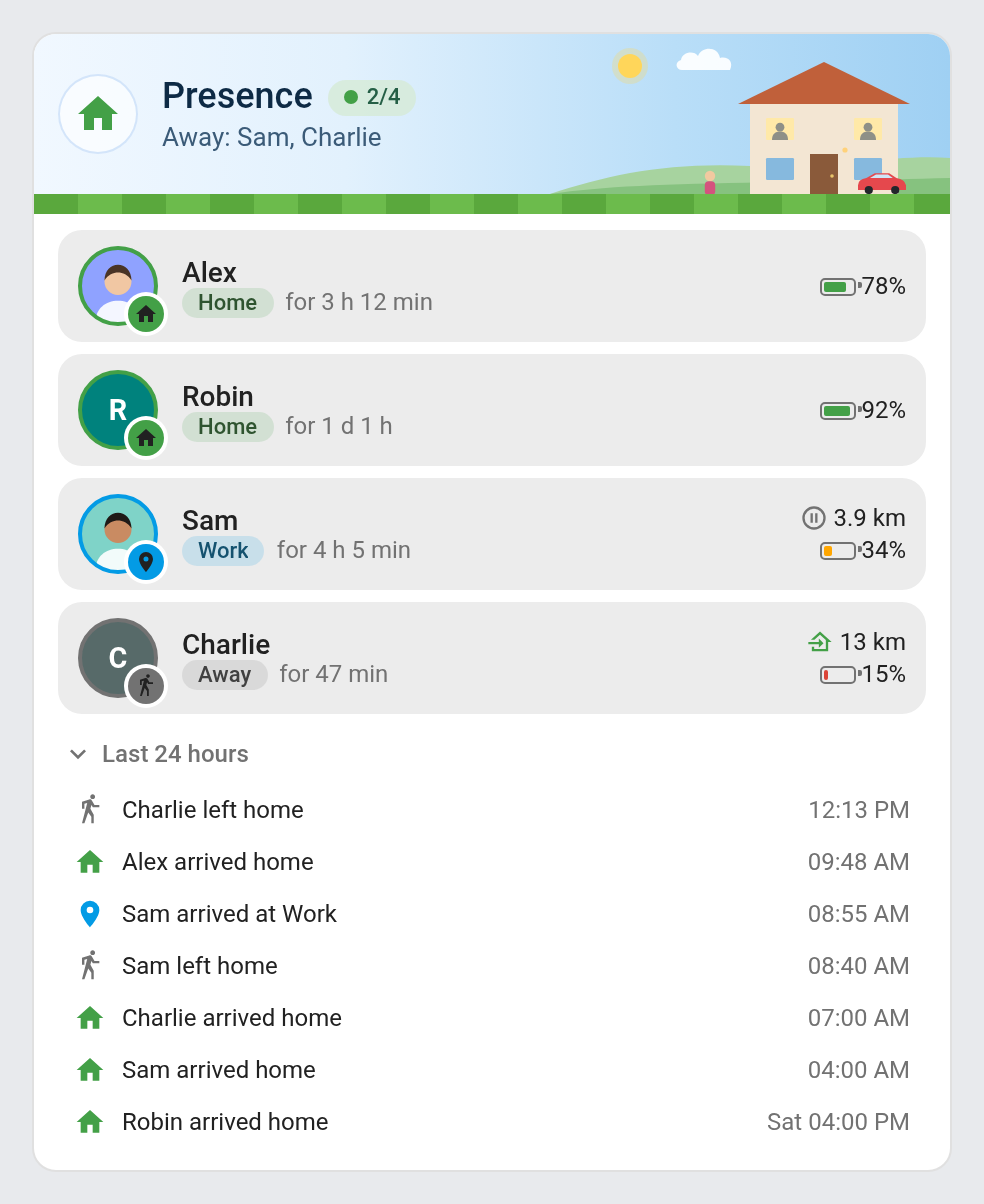 Presence 2/4
Away: Sam, Charlie
Alex
Home for 3 h 12 min 78%
R
Robin
Home for 1 d 1 h 92%
Sam
Work for 4 h 5 min
3.9 km
34%
C
Charlie
Away for 47 min
13 km
15%
Last 24 hours
Charlie left home 12:13 PM
Alex arrived home 09:48 AM
Sam arrived at Work 08:55 AM
Sam left home 08:40 AM
Charlie arrived home 07:00 AM
Sam arrived home 04:00 AM
Robin arrived home Sat 04:00 PM